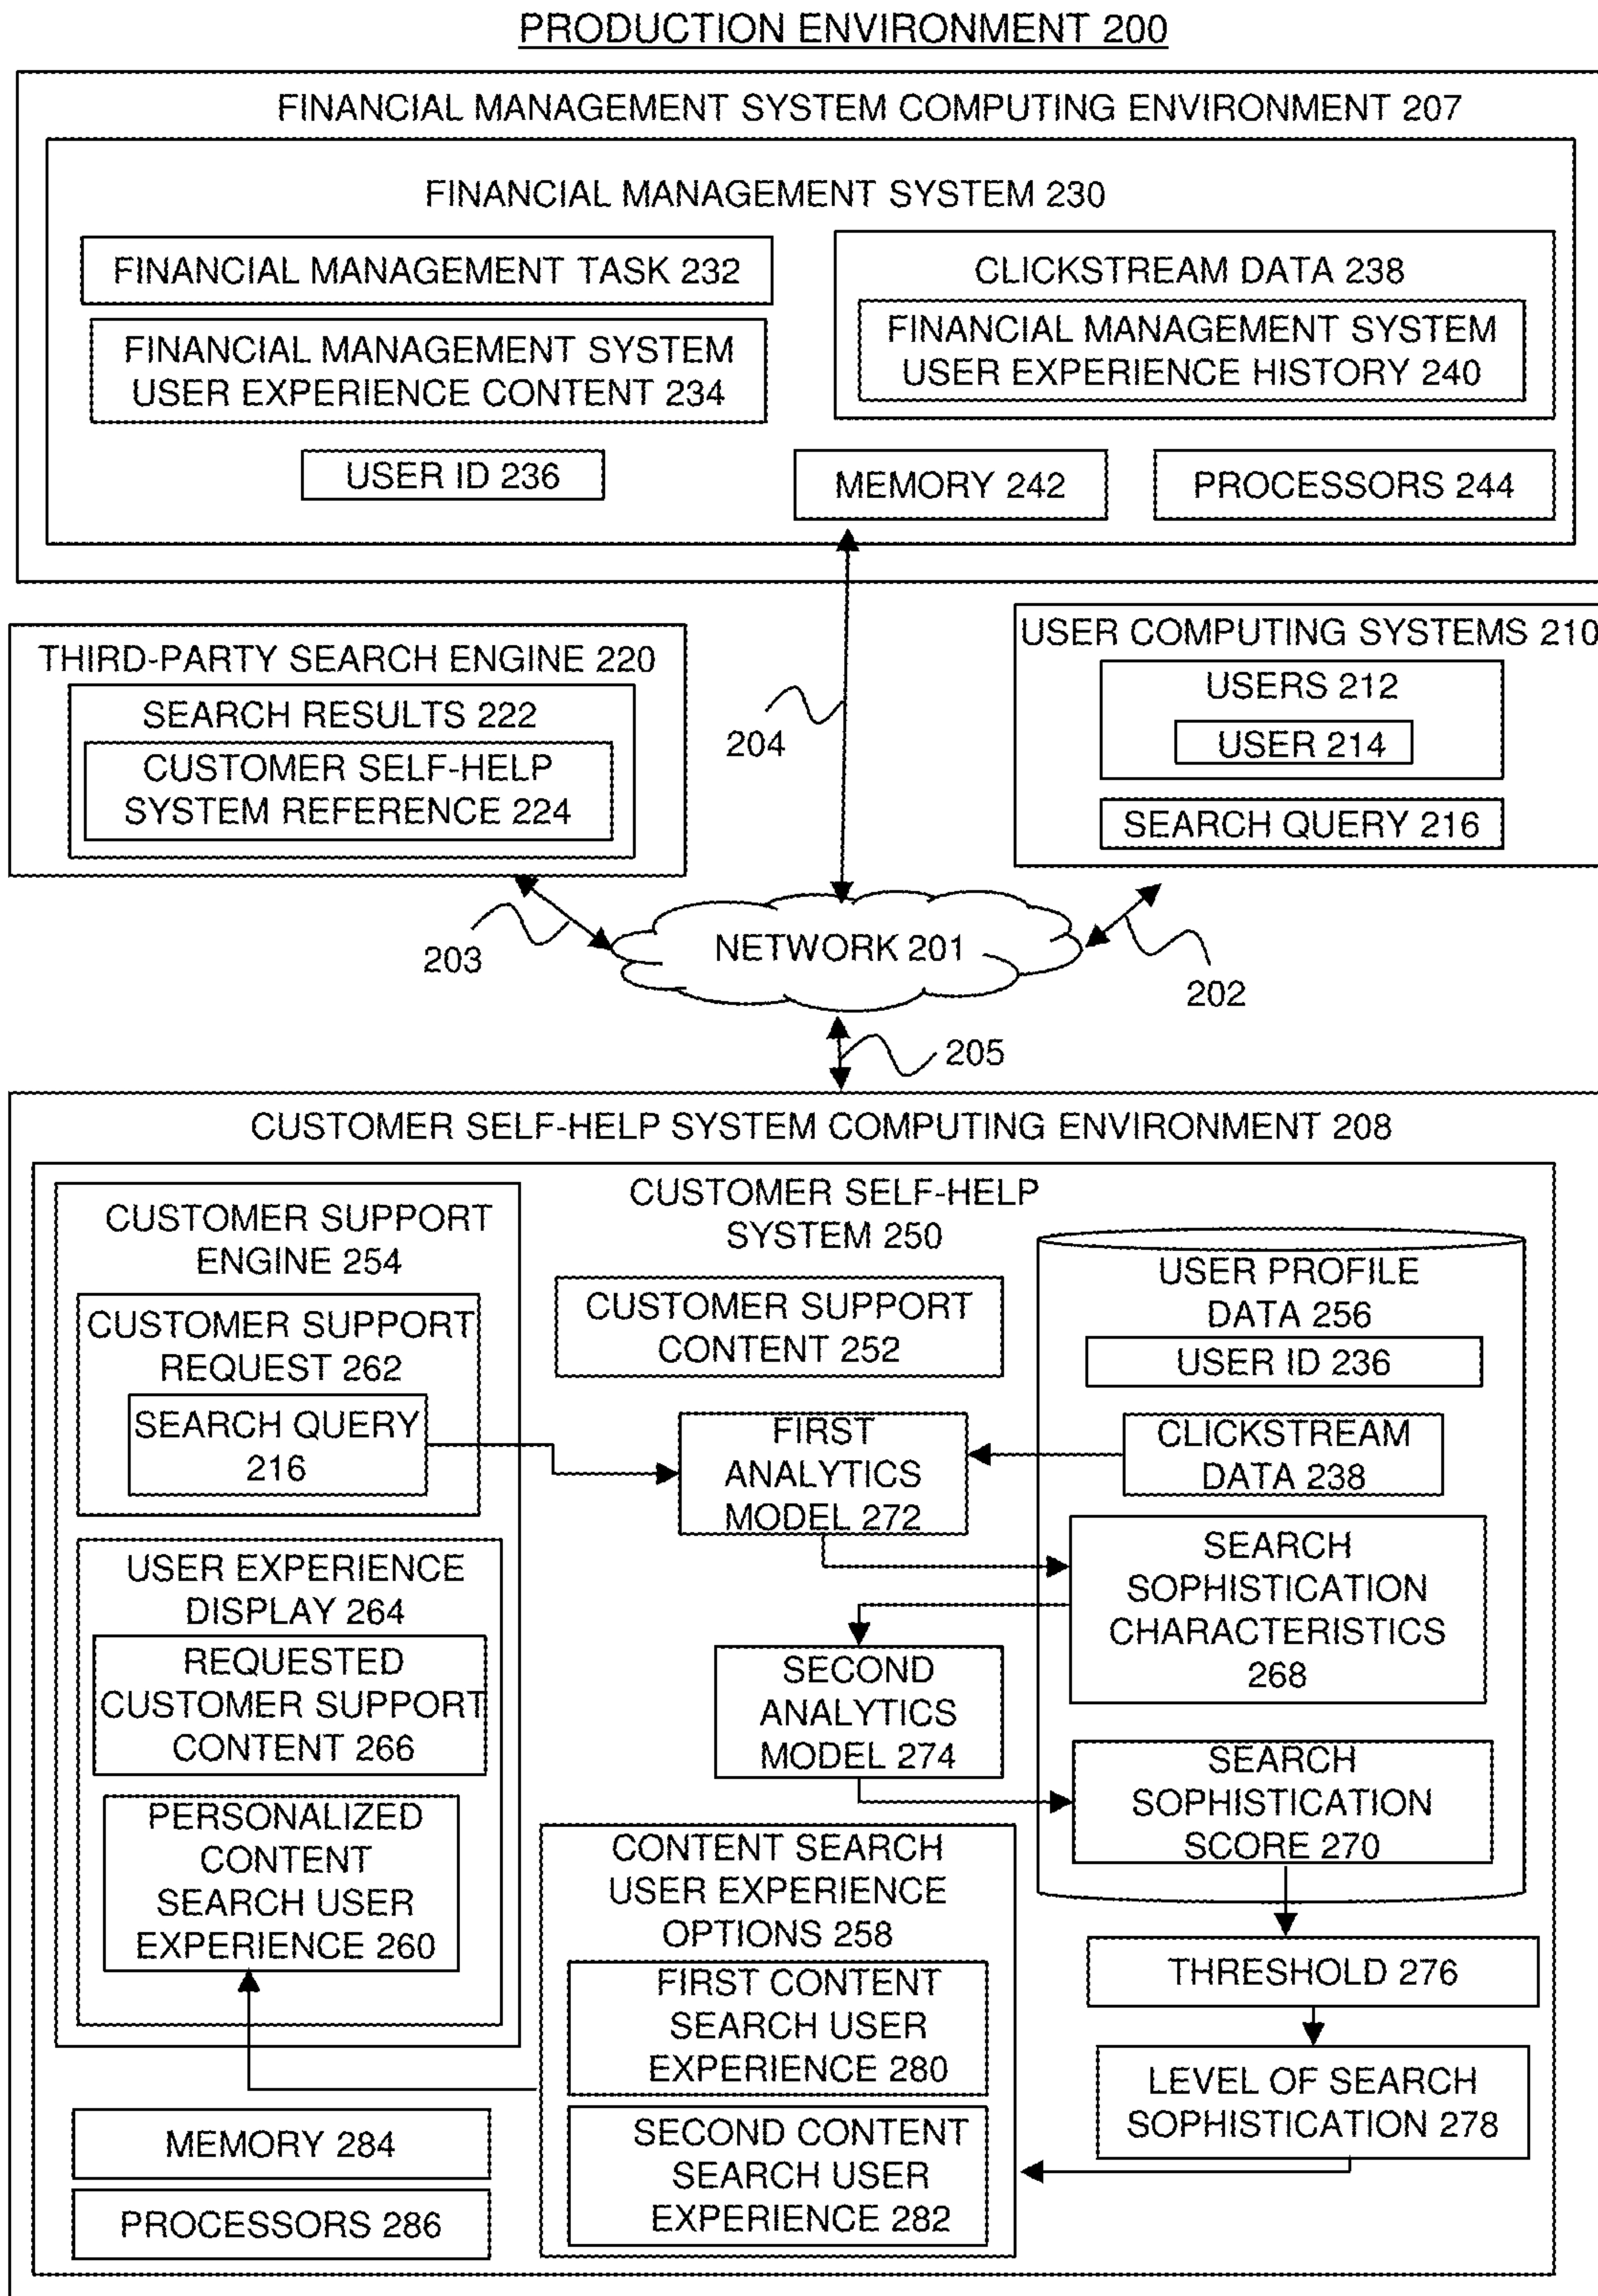 PRODUCTION ENVIRONMENT 200
FINANCIAL MANAGEMENT SYSTEM COMPUTING ENVIRONMENT 207
FINANCIAL MANAGEMENT SYSTEM 230
FINANCIAL MANAGEMENT TASK 232
FINANCIAL MANAGEMENT SYSTEM
USER EXPERIENCE CONTENT 234
USER ID 236
CLICKSTREAM DATA 238
FINANCIAL MANAGEMENT SYSTEM
USER EXPERIENCE HISTORY 240
MEMORY 242
PROCESSORS 244
THIRD-PARTY SEARCH ENGINE 220
SEARCH RESULTS 222
CUSTOMER SELF-HELP
SYSTEM REFERENCE 224
204
USER COMPUTING SYSTEMS 210
USERS 212
USER 214
SEARCH QUERY 216
203
NETWORK 201
202
205
CUSTOMER SELF-HELP SYSTEM COMPUTING ENVIRONMENT 208
CUSTOMER SELF-HELP
SYSTEM 250
CUSTOMER SUPPORT
ENGINE 254
CUSTOMER SUPPORT
REQUEST 262
SEARCH QUERY
216
USER EXPERIENCE
DISPLAY 264
REQUESTED
CUSTOMER SUPPORT
CONTENT 266
PERSONALIZED
CONTENT
SEARCH USER
EXPERIENCE 260
MEMORY 284
PROCESSORS 286
CUSTOMER SUPPORT
CONTENT 252
FIRST
ANALYTICS
MODEL 272
SECOND
ANALYTICS
MODEL 274
CONTENT SEARCH
USER EXPERIENCE
OPTIONS 258
FIRST CONTENT
SEARCH USER
EXPERIENCE 280
SECOND CONTENT
SEARCH USER
EXPERIENCE 282
USER PROFILE
DATA 256
USER ID 236
CLICKSTREAM
DATA 238
SEARCH
SOPHISTICATION
CHARACTERISTICS
268
SEARCH
SOPHISTICATION
SCORE 270
THRESHOLD 276
LEVEL OF SEARCH
SOPHISTICATION 278